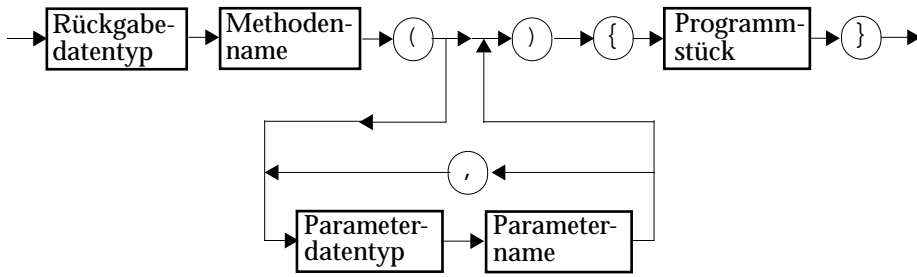 Rückgabe-
datentyp
Methoden-
name
(
)
{
Programm-
stück
}
,
Parameter-
datentyp
Parameter-
name